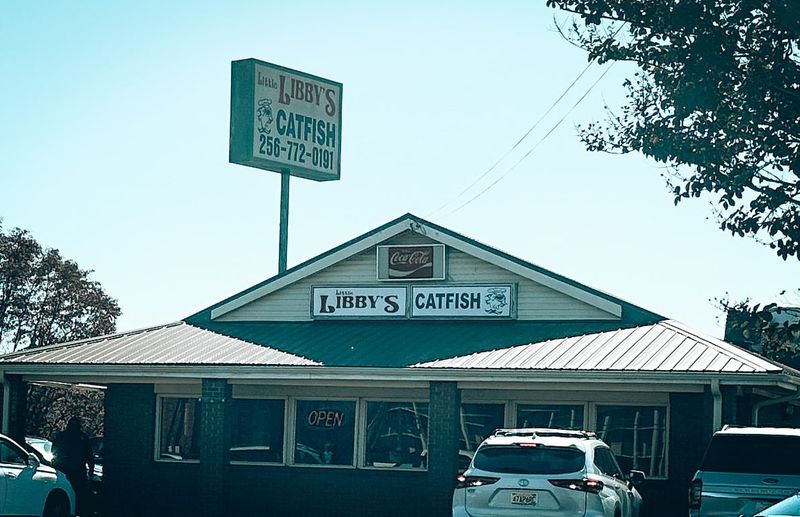 Little LIBBY'S
CATFISH
256-772-0191
Coca-Cola
Little LIBBY'S CATFISH
OPEN